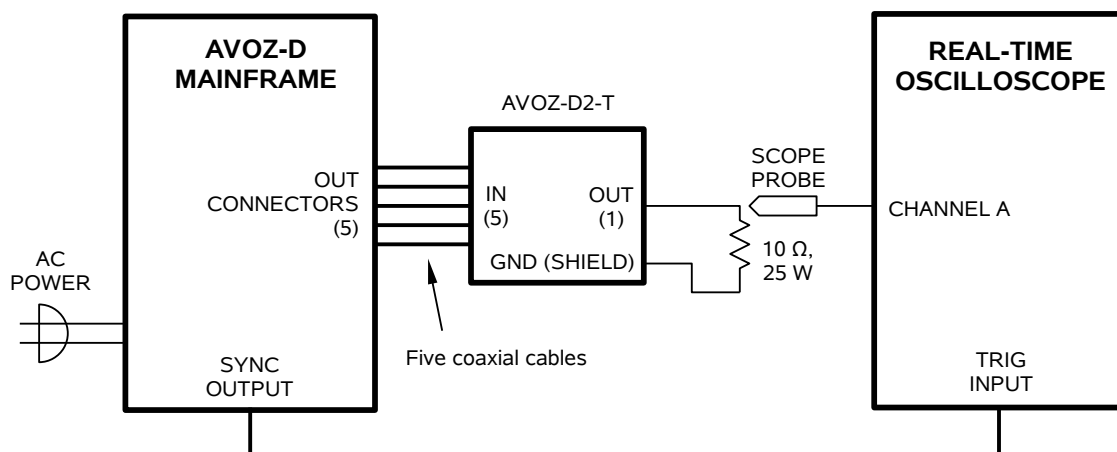 AVOZ-D
MAINFRAME
REAL-TIME
OSCILLOSCOPE
AVOZ-D2-T
SCOPE
PROBE
OUT
CONNECTORS
(5)
IN
(5)
OUT
(1)
CHANNEL A
GND (SHIELD)
10 Ω,
25 W
AC
POWER
Five coaxial cables
SYNC
OUTPUT
TRIG
INPUT